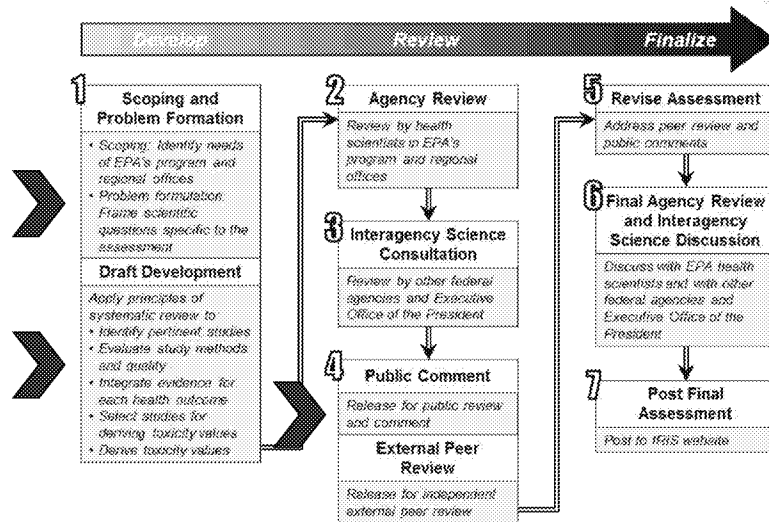 Develop
Review
Finalize
1
Scoping and
Problem Formation
• Scoping: Identify needs
of EPA's program and
regional offices
• Problem formulation:
Frame scientific
questions specific to the
assessment
Draft Development
Apply principles of
systematic review to
• Identify pertinent studies
• Evaluate study methods
and quality
• Integrate evidence for
each health outcome
• Select studies for
deriving toxicity values
• Derive toxicity values
2
Agency Review
Review by health
scientists in EPA's
program and regional
offices
3
Interagency Science
Consultation
Review by other federal
agencies and Executive
Office of the President
4
Public Comment
Release for public review
and comment
External Peer
Review
Release for independent
external peer review
5
Revise Assessment
Address peer review and
public comments
6
Final Agency Review
and Interagency
Science Discussion
Discuss with EPA health
scientists and with other
federal agencies and
Executive Office of the
President
7
Post Final
Assessment
Post to IRIS website